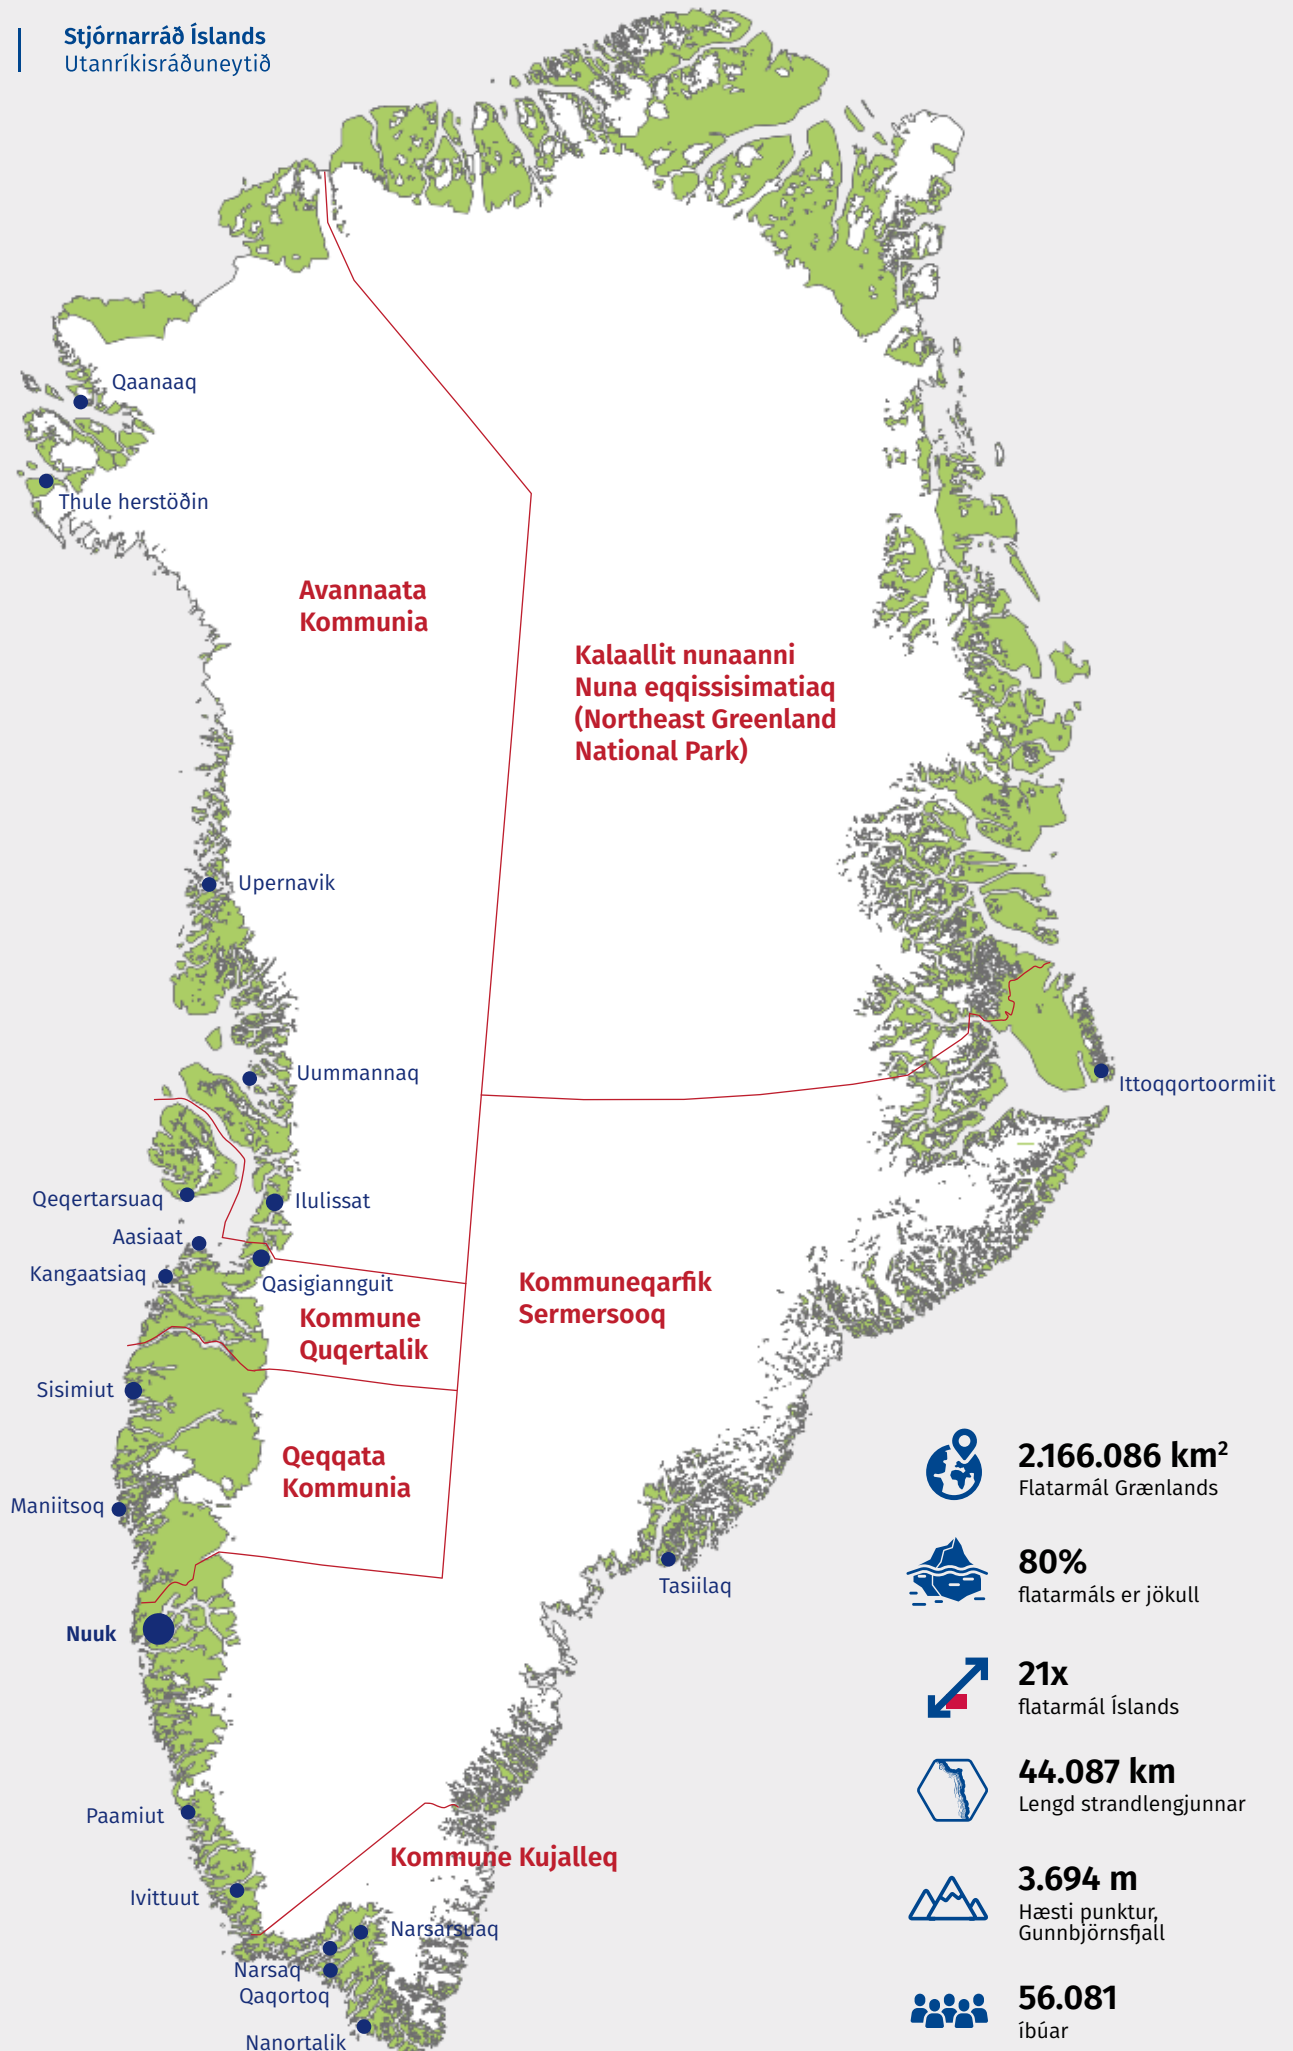 Stjórnarráð Íslands
Utanríkisráðuneytið
Qaanaaq
Thule herstöðin
Avannaata
Kommunia
Kalaallit nunaanni
Nuna eqqissisimatiaq
(Northeast Greenland
National Park)
Upernavik
Uummannaq
Ittoqqortoormiit
Qeqertarsuaq
Ilulissat
Aasiaat
Kangaatsiaq
Qasigiannguit
Kommuneqarfik
Sermersooq
Kommune
Quqertalik
Sisimiut
Qeqqata
Kommunia
Maniitsoq
Tasiilaq
Nuuk
Paamiut
Kommune Kujalleq
Ivittuut
Narsarsuaq
Narsaq
Qaqortoq
Nanortalik
2.166.086 km²
Flatarmál Grænlands
80%
flatarmáls er jökull
21x
flatarmál Íslands
44.087 km
Lengd strandlengjunnar
3.694 m
Hæsti punktur,
Gunnbjörnsfjall
56.081
íbúar